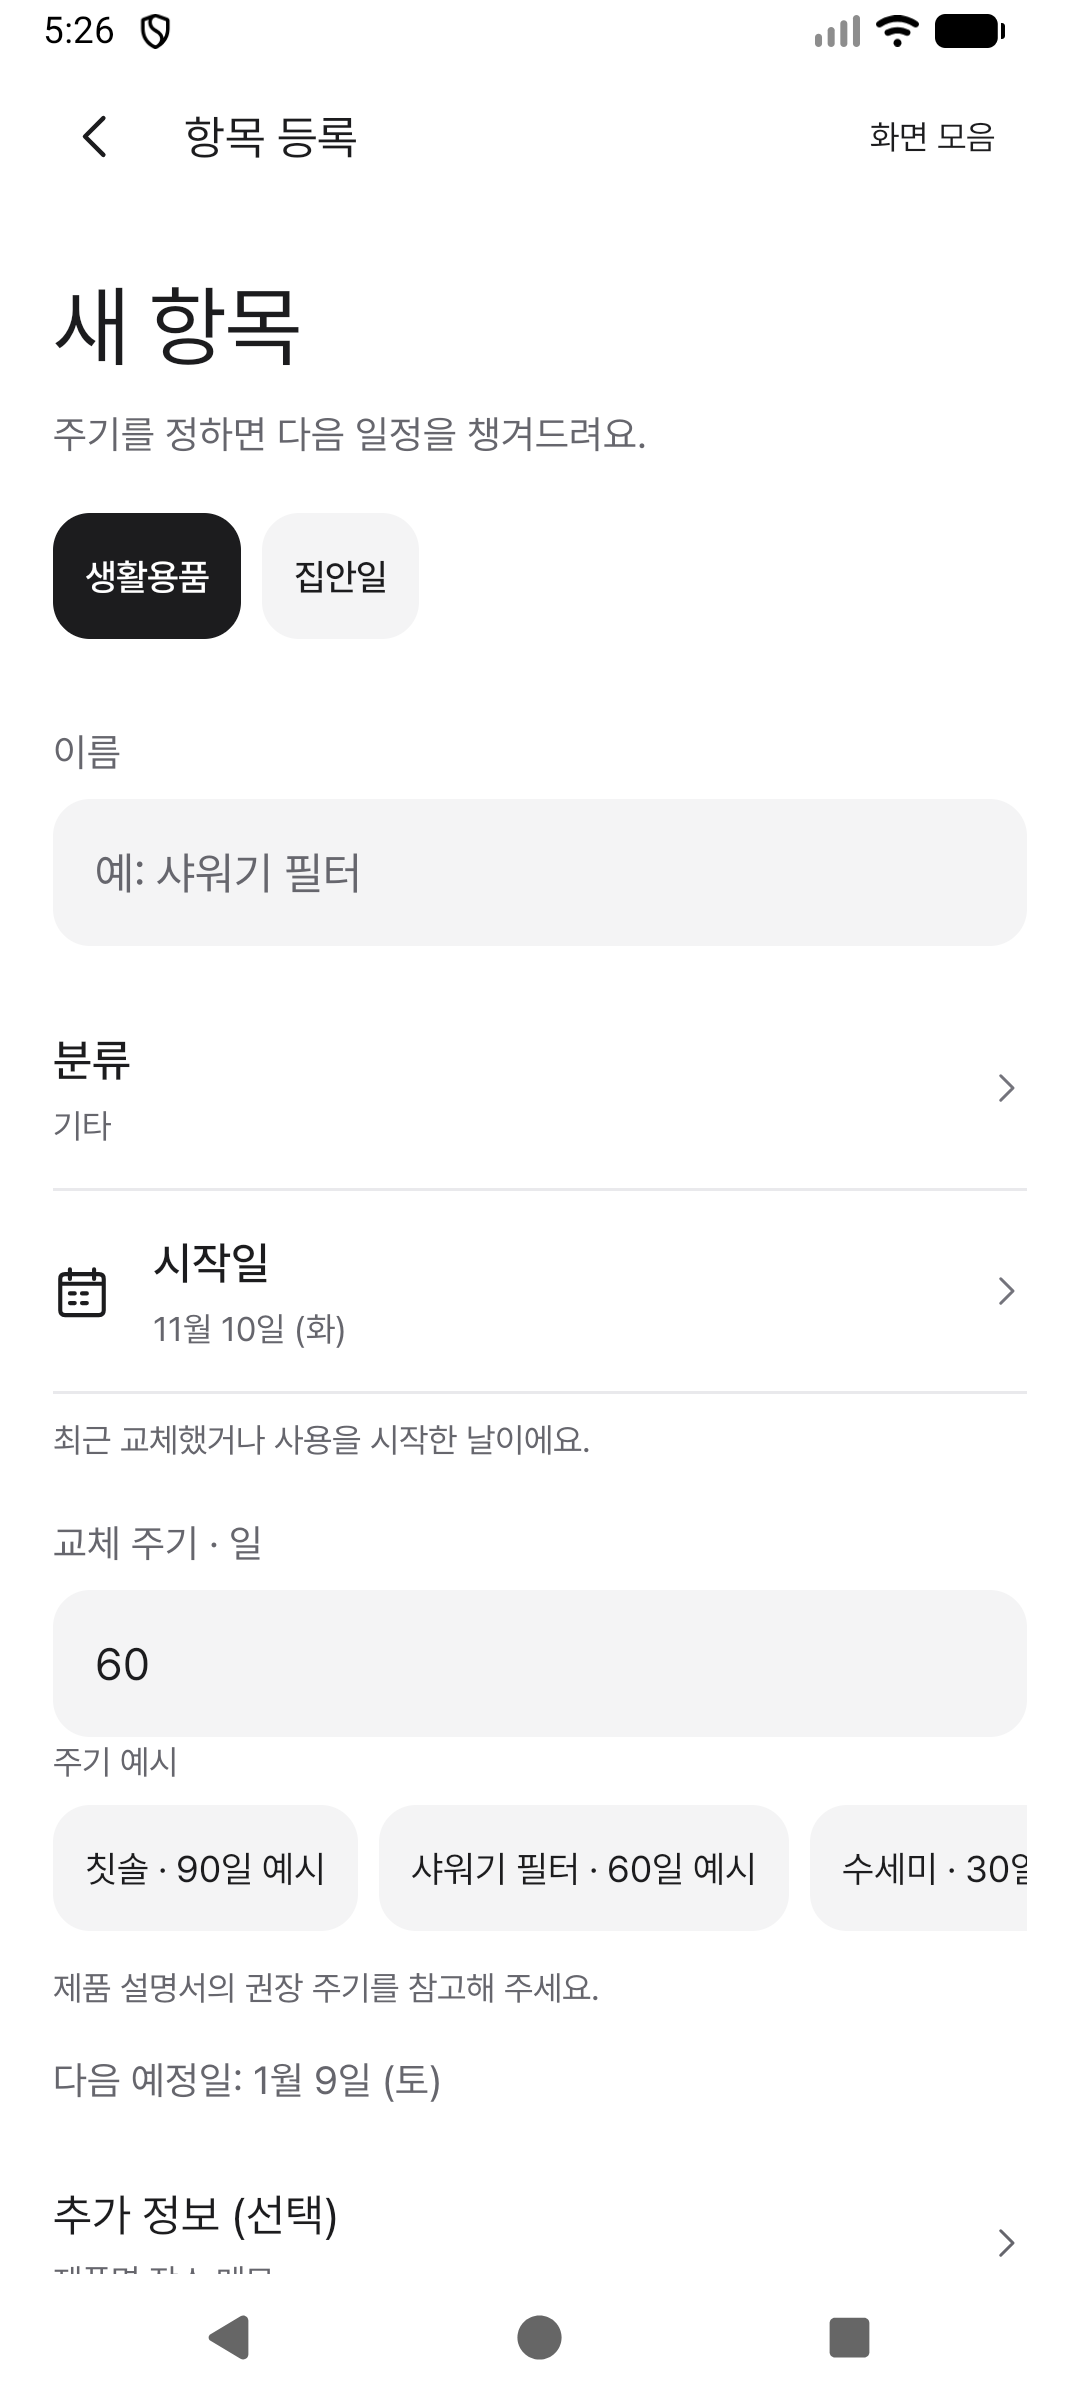 5:26
항목 등록
화면 모음
새 항목
주기를 정하면 다음 일정을 챙겨드려요.
생활용품
집안일
이름
예: 샤워기 필터
분류
기타
시작일
11월 10일 (화)
최근 교체했거나 사용을 시작한 날이에요.
교체 주기 · 일
60
주기 예시
칫솔 · 90일 예시
샤워기 필터 · 60일 예시
수세미 · 30일
제품 설명서의 권장 주기를 참고해 주세요.
다음 예정일: 1월 9일 (토)
추가 정보 (선택)